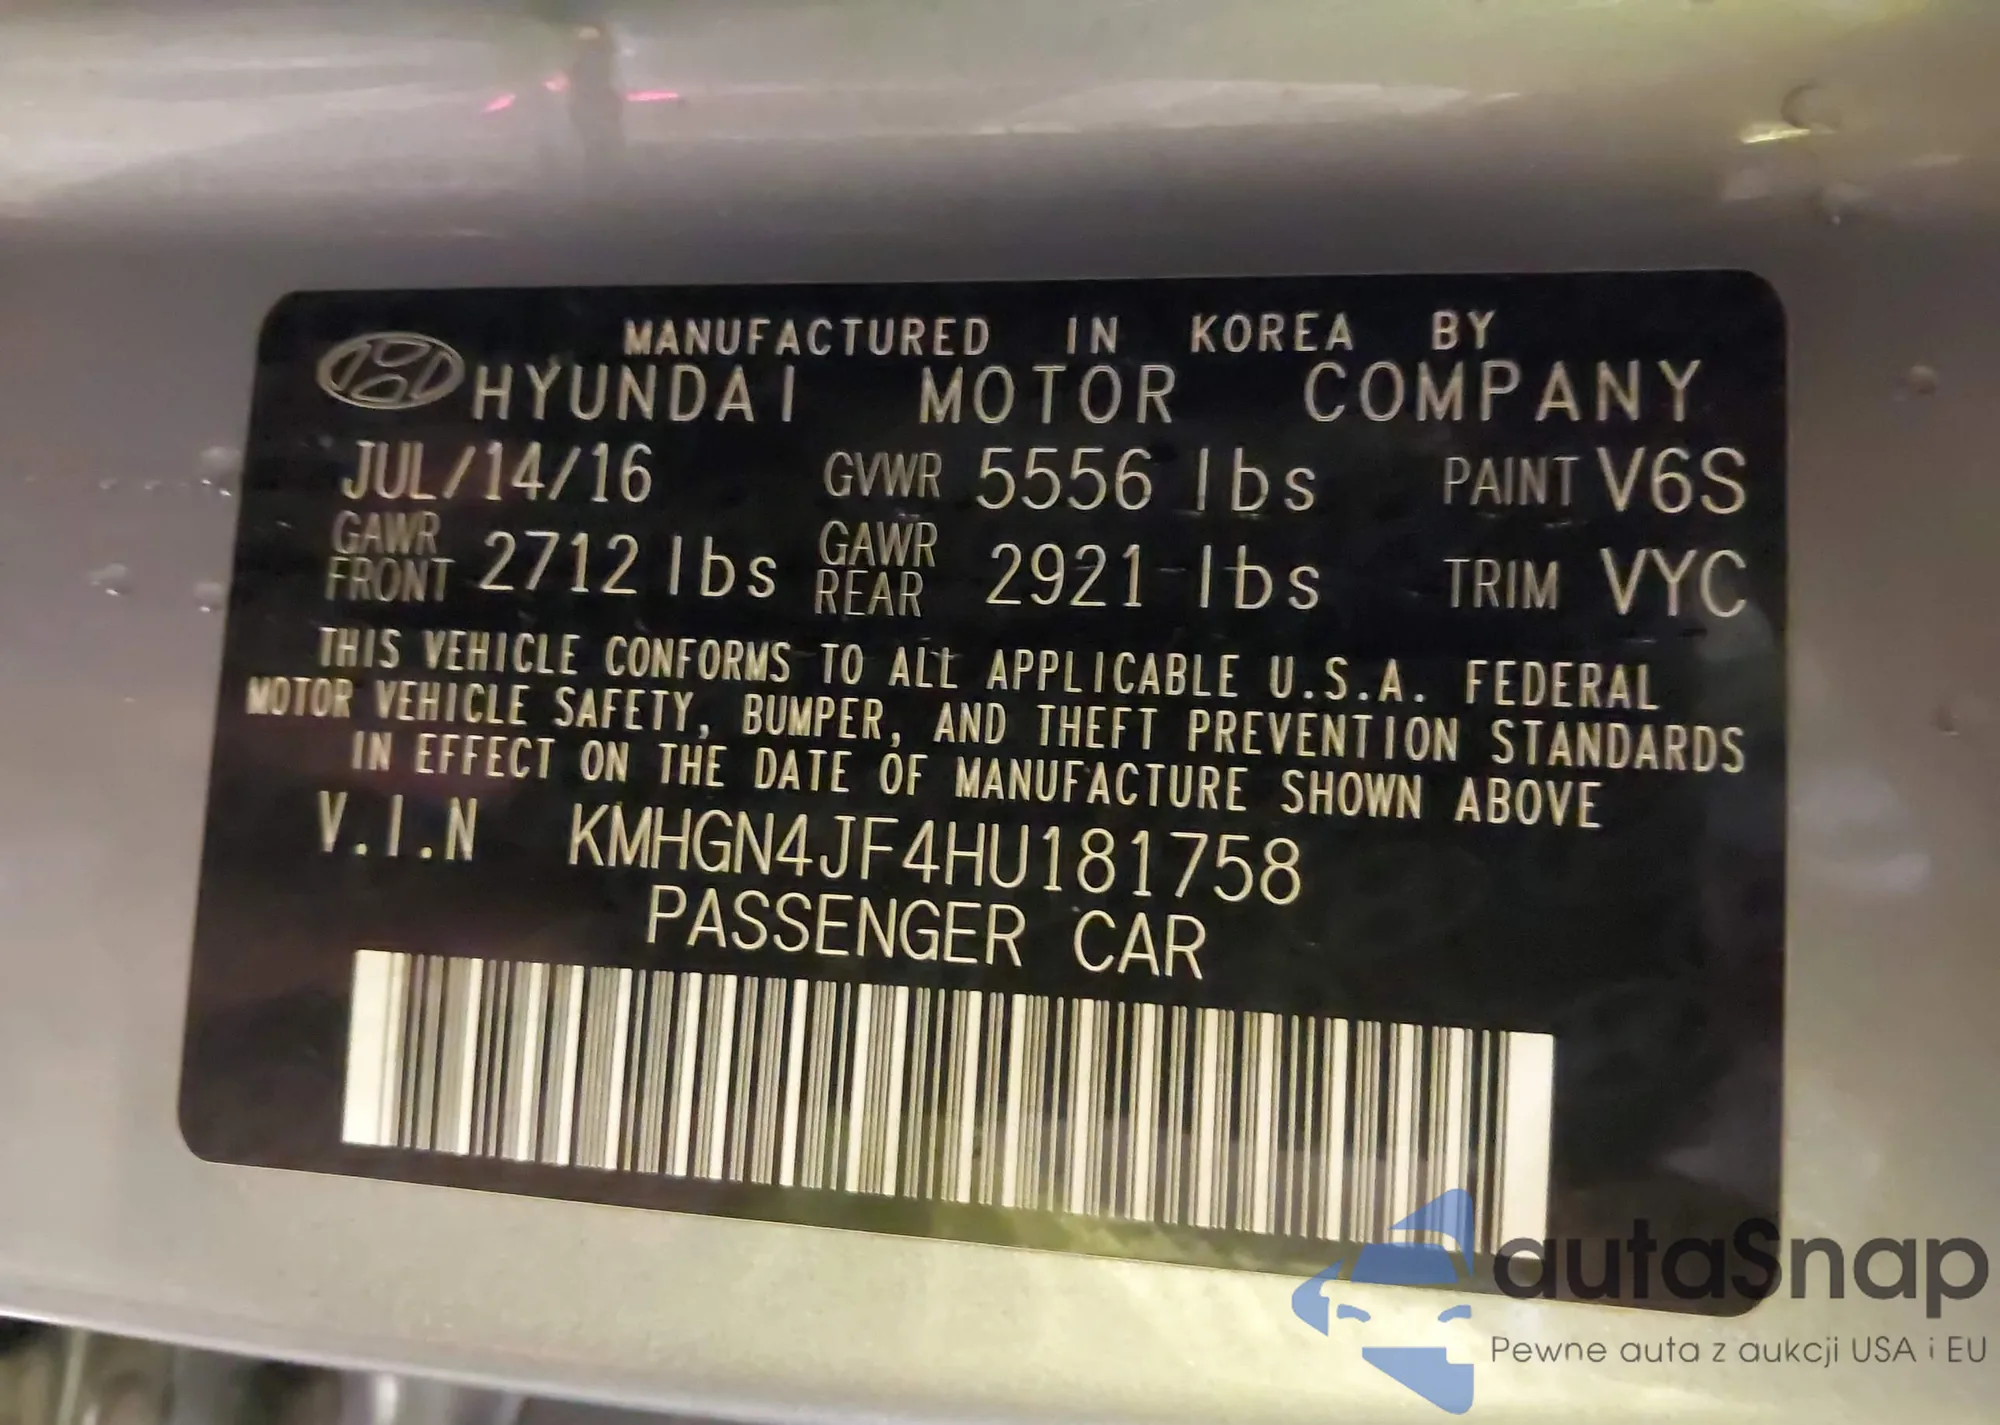 MANUFACTURED IN KOREA BY
HYUNDAI MOTOR COMPANY
JUL/14/16 GVWR 5556 lbs PAINT V6S
GAWR FRONT 2712 lbs GAWR REAR 2921 lbs TRIM VYC
THIS VEHICLE CONFORMS TO ALL APPLICABLE U.S.A. FEDERAL
MOTOR VEHICLE SAFETY, BUMPER, AND THEFT PREVENTION STANDARDS
IN EFFECT ON THE DATE OF MANUFACTURE SHOWN ABOVE
V.I.N KMHGN4JF4HU181758
PASSENGER CAR
autaSnap
Pewne auta z aukcji USA i EU